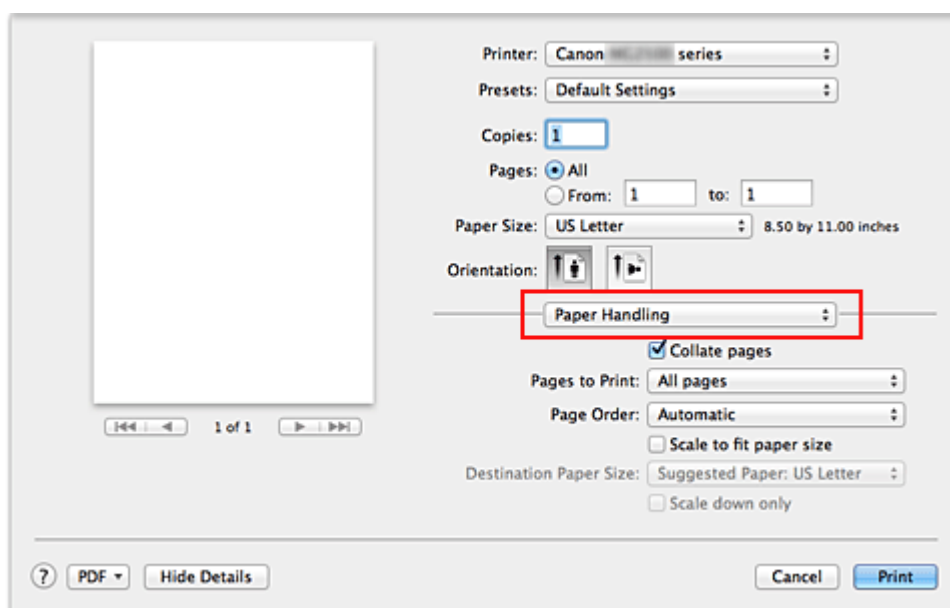 Printer: Canon series
Presets: Default Settings
Copies: 1
Pages: All
From: 1 to: 1
Paper Size: US Letter 8.50 by 11.00 inches
Orientation:
Paper Handling
Collate pages
Pages to Print: All pages
1 of 1
Page Order: Automatic
Scale to fit paper size
Destination Paper Size: Suggested Paper: US Letter
Scale down only
? PDF Hide Details Cancel Print